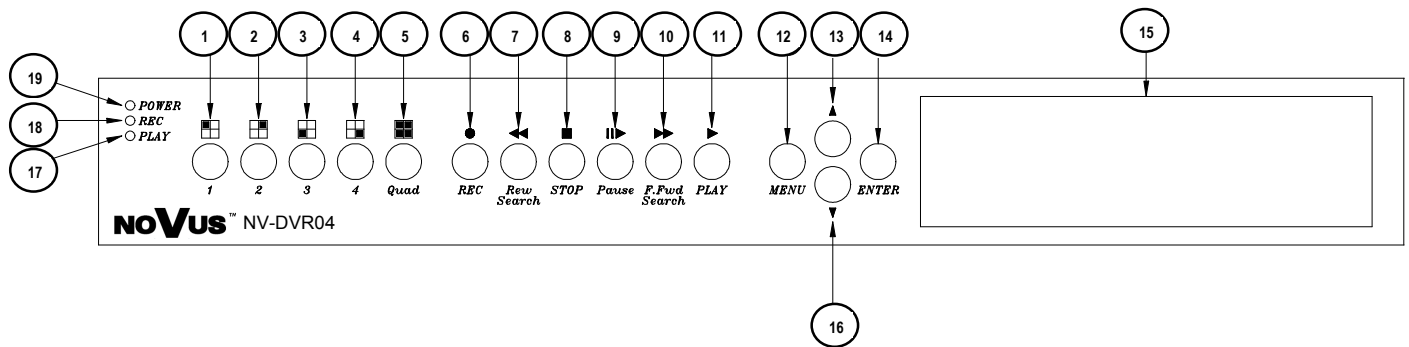 1 2 3 4 5 6 7 8 9 10 11 12 13 14 15
19
18
17
POWER
REC
PLAY
1 2 3 4 Quad REC Rew Search STOP Pause F.Fwd Search PLAY MENU ENTER
NOVUS™ NV-DVR04
16